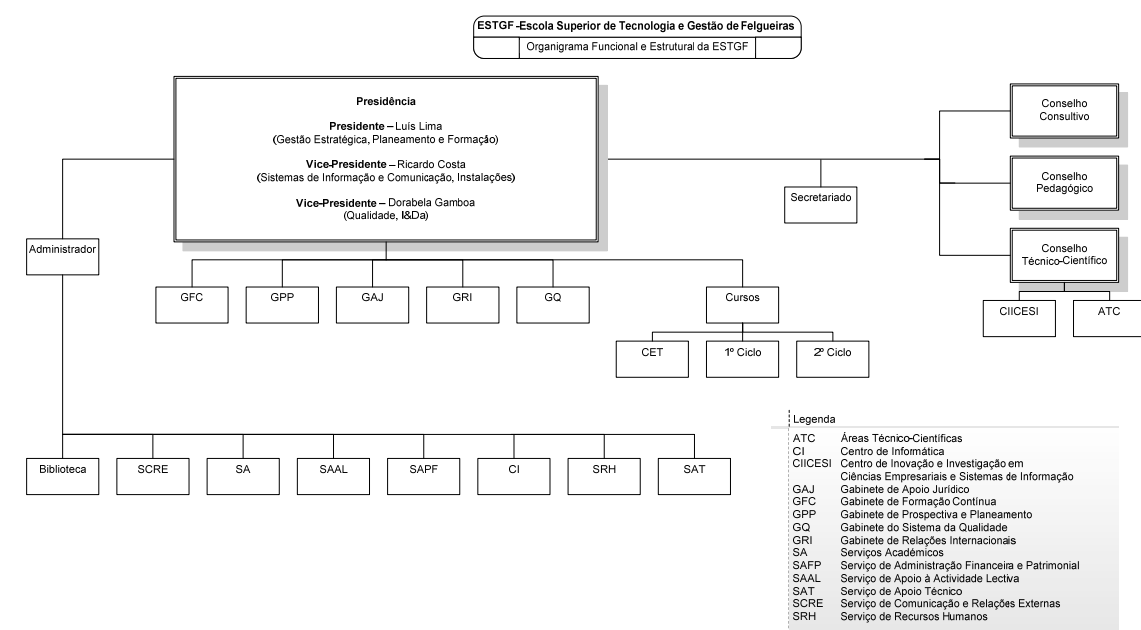 ESTGF -Escola Superior de Tecnologia e Gestão de Felgueiras
Organigrama Funcional e Estrutural da ESTGF
Presidência
Presidente – Luís Lima
(Gestão Estratégica, Planeamento e Formação)
Vice-Presidente – Ricardo Costa
(Sistemas de Informação e Comunicação, Instalações)
Vice-Presidente – Dorabela Gamboa
(Qualidade, I&Da)
Conselho
Consultivo
Conselho
Pedagógico
Secretariado
Conselho
Técnico-Científico
Administrador
GFC
GPP
GAJ
GRI
GQ
Cursos
CIICESI
ATC
CET
1º Ciclo
2º Ciclo
Biblioteca
SCRE
SA
SAAL
SAPF
CI
SRH
SAT
Legenda
ATC Áreas Técnico-Científicas
CI Centro de Informática
CIICESI Centro de Inovação e Investigação em
Ciências Empresariais e Sistemas de Informação
GAJ Gabinete de Apoio Jurídico
GFC Gabinete de Formação Contínua
GPP Gabinete de Prospectiva e Planeamento
GQ Gabinete do Sistema da Qualidade
GRI Gabinete de Relações Internacionais
SA Serviços Académicos
SAFP Serviço de Administração Financeira e Patrimonial
SAAL Serviço de Apoio à Actividade Lectiva
SAT Serviço de Apoio Técnico
SCRE Serviço de Comunicação e Relações Externas
SRH Serviço de Recursos Humanos